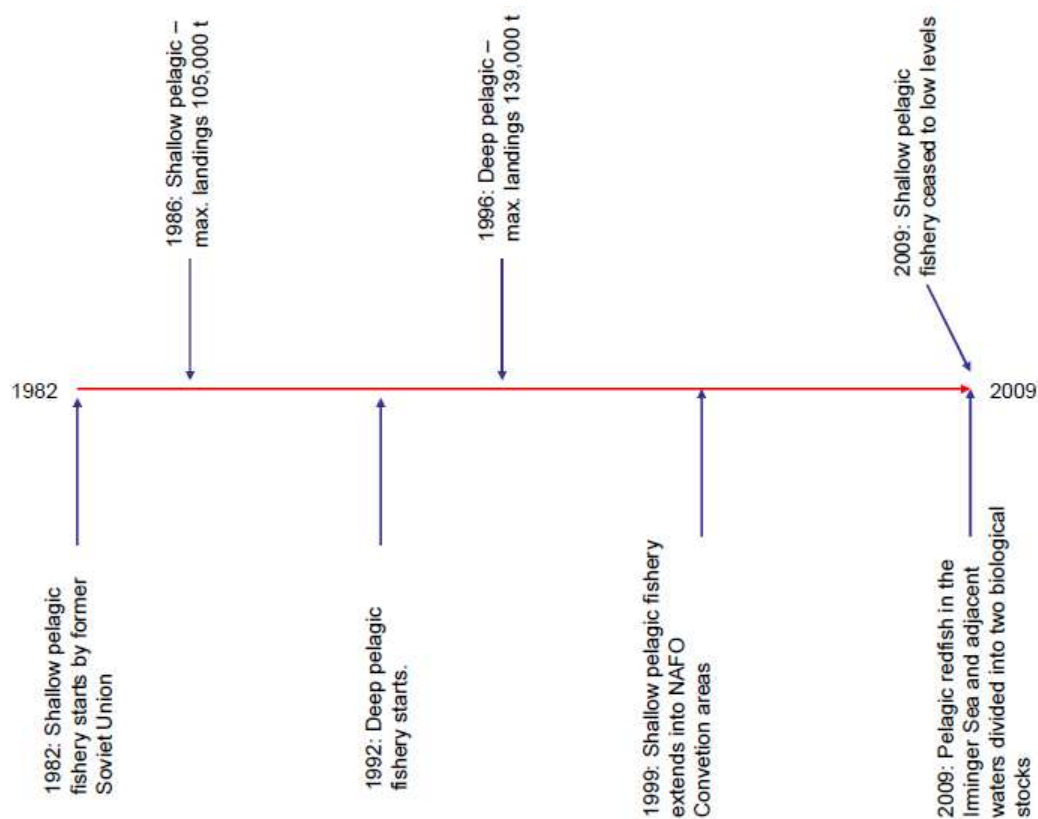 1986: Shallow pelagic –
max. landings 105,000 t
1996: Deep pelagic –
max. landings 139,000 t
2009: Shallow pelagic
fishery ceased to low levels
1982
2009
1982: Shallow pelagic
fishery starts by former
Soviet Union
1992: Deep pelagic
fishery starts.
1999: Shallow pelagic fishery
extends into NAFO
Convetion areas
2009: Pelagic redfish in the
Irminger Sea and adjacent
waters divided into two biological
stocks